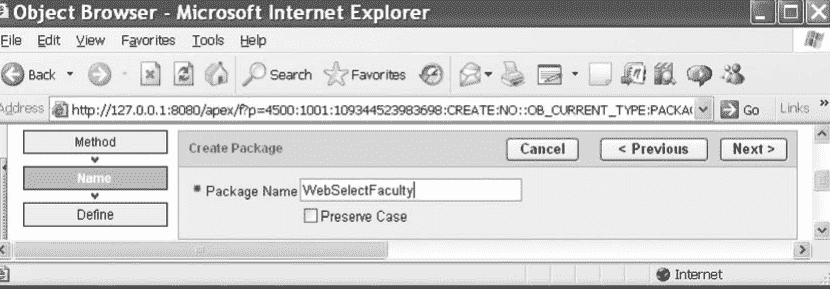 Object Browser - Microsoft Internet Explorer
File Edit View Favorites Tools Help
Back Search Favorites
Address http://127.0.0.1:8080/apex/f?p=4500:1001:109344523983698:CREATE:NO::OB_CURRENT_TYPE:PACKA Go Links »
Method Create Package Cancel < Previous Next >
Name
* Package Name WebSelectFaculty
Define Preserve Case
Internet